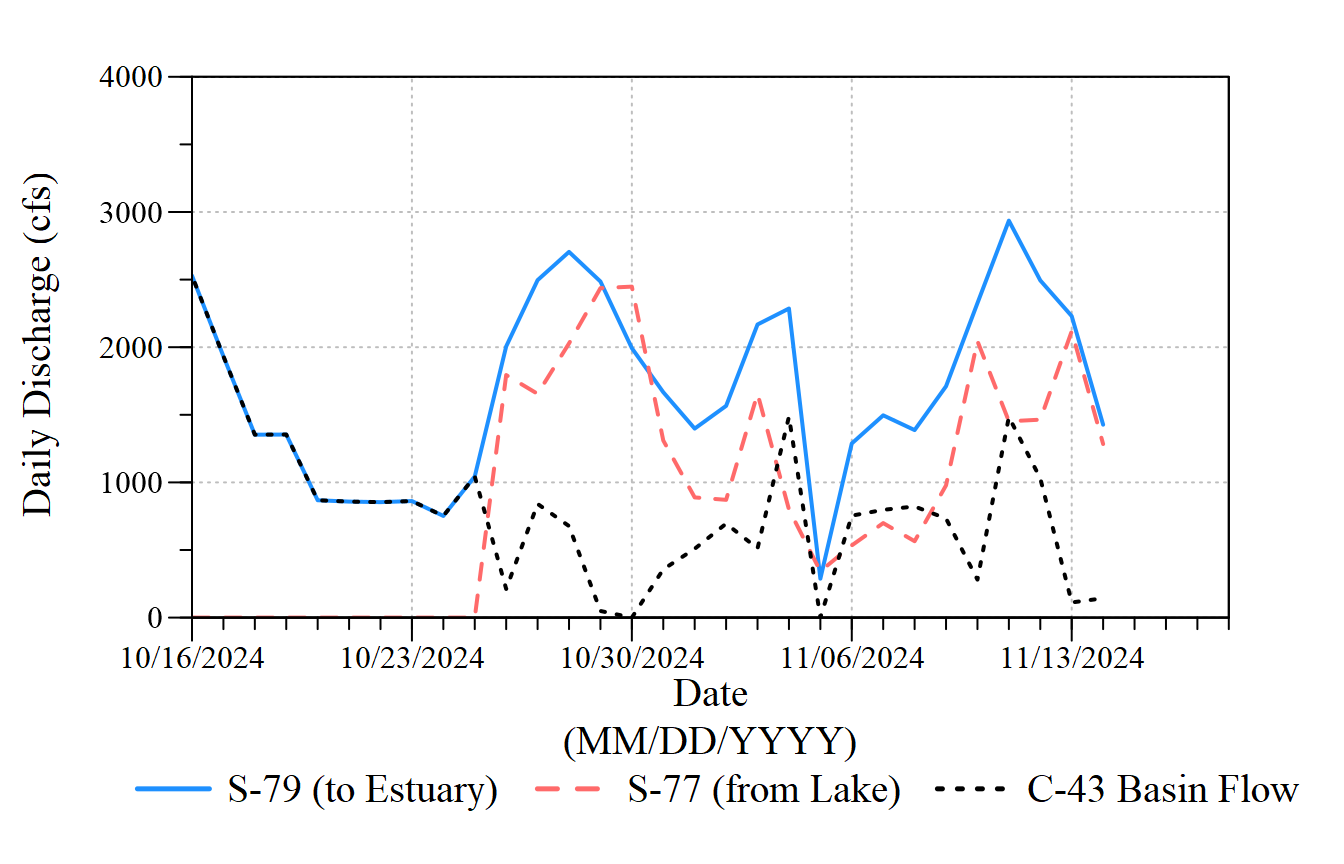 4000
3000
2000
1000
0
Daily Discharge (cfs)
10/16/2024 10/23/2024 10/30/2024 11/06/2024 11/13/2024
Date
(MM/DD/YYYY)
S-79 (to Estuary) S-77 (from Lake) C-43 Basin Flow